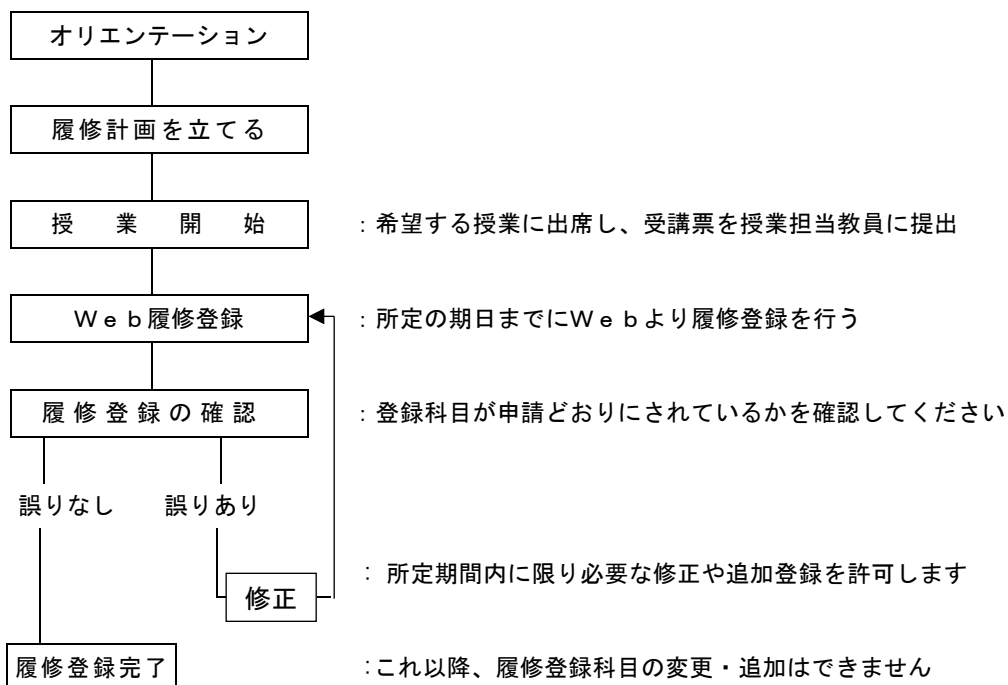 オリエンテーション
履修計画を立てる
授　業　開　始　：希望する授業に出席し、受講票を授業担当教員に提出
Ｗｅｂ履修登録　：所定の期日までにＷｅｂより履修登録を行う
履修登録の確認　：登録科目が申請どおりにされているかを確認してください
誤りなし　誤りあり
修正　：所定期間内に限り必要な修正や追加登録を許可します
履修登録完了　：これ以降、履修登録科目の変更・追加はできません